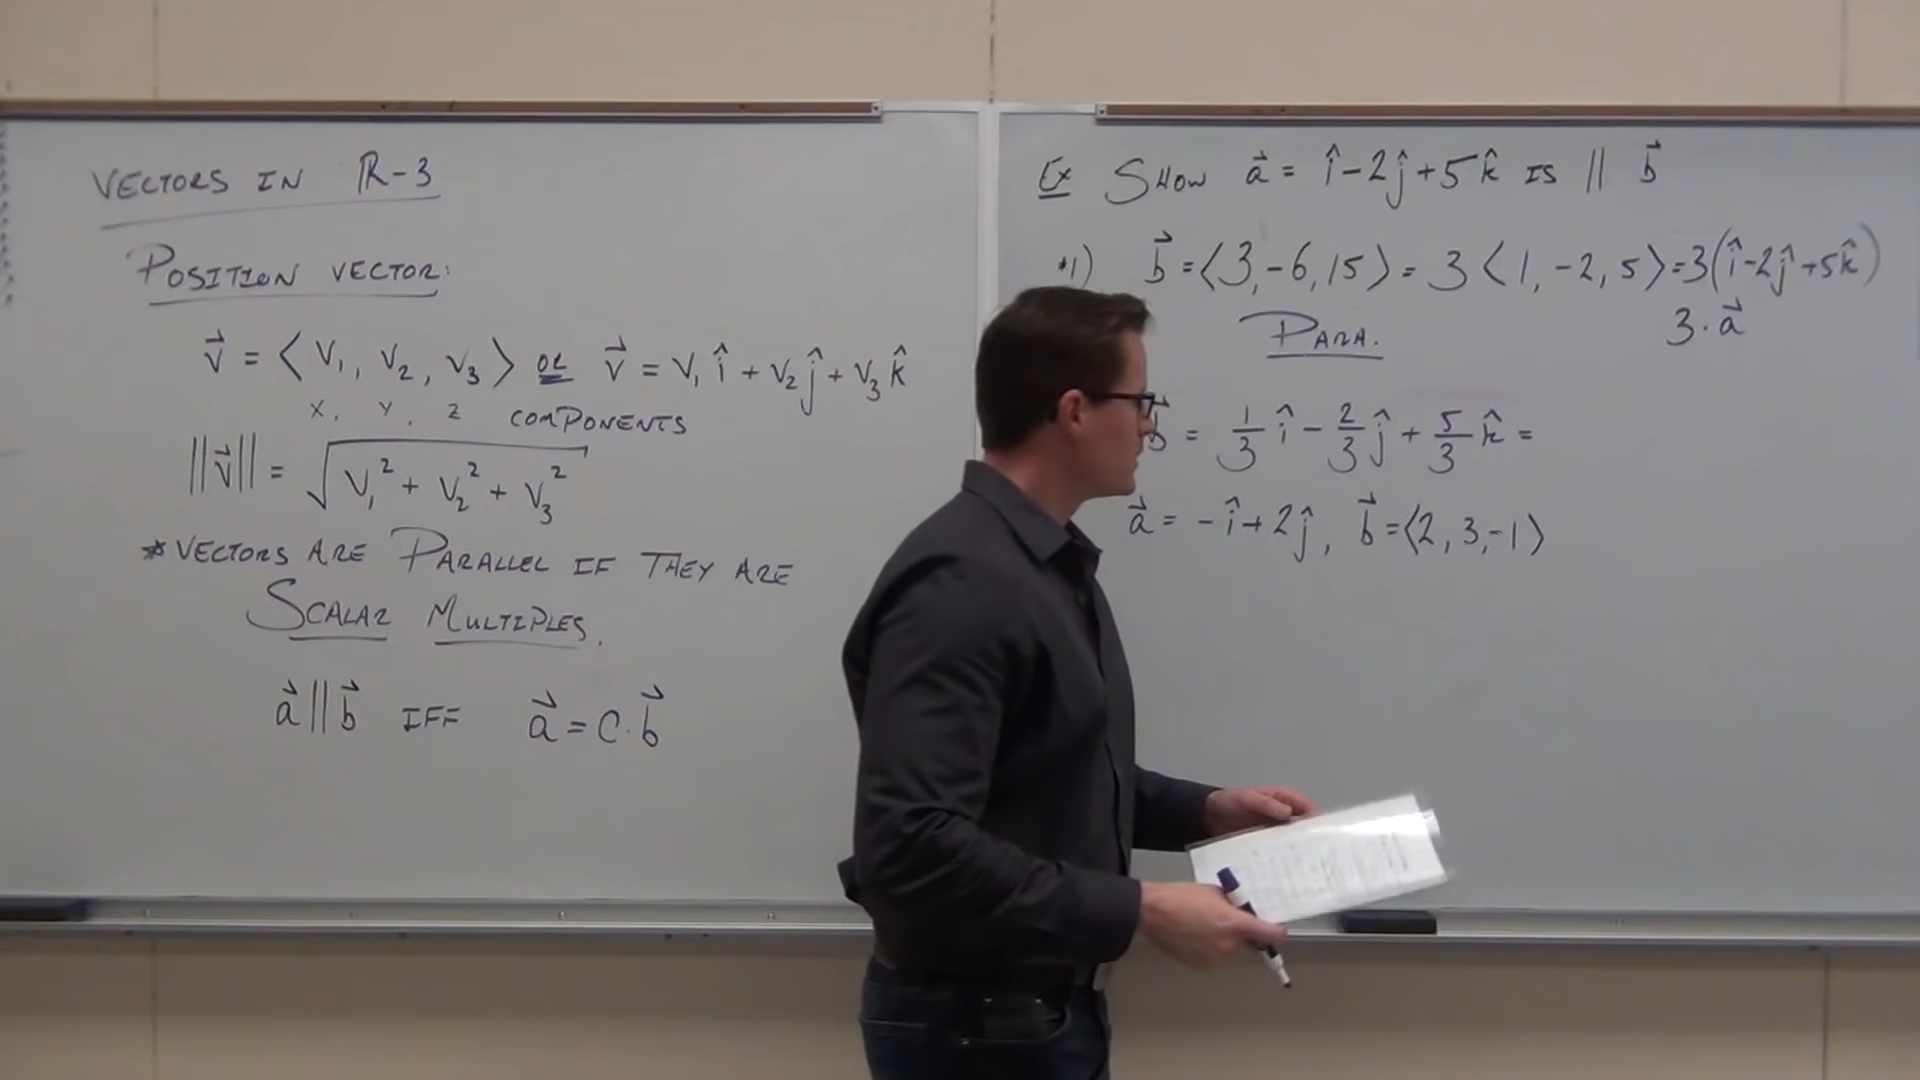 VECTORS IN ℝ-3
POSITION VECTOR:
v⃗ = ⟨V₁, V₂, V₃⟩ OR v⃗ = V₁ î + V₂ ĵ + V₃ k̂
X, Y, Z COMPONENTS
||v⃗|| = √(V₁² + V₂² + V₃²)
* VECTORS ARE PARALLEL IF THEY ARE
SCALAR MULTIPLES.
a⃗ || b⃗ IFF a⃗ = C · b⃗
Ex SHOW a⃗ = î - 2ĵ + 5k̂ IS || b⃗
#1) b⃗ = ⟨3, -6, 15⟩ = 3⟨1, -2, 5⟩ = 3(î - 2ĵ + 5k̂)
PARA. 3 · a⃗
b⃗ = 1/3 î - 2/3 ĵ + 5/3 k̂ =
a⃗ = -î + 2ĵ, b⃗ = ⟨2, 3, -1⟩